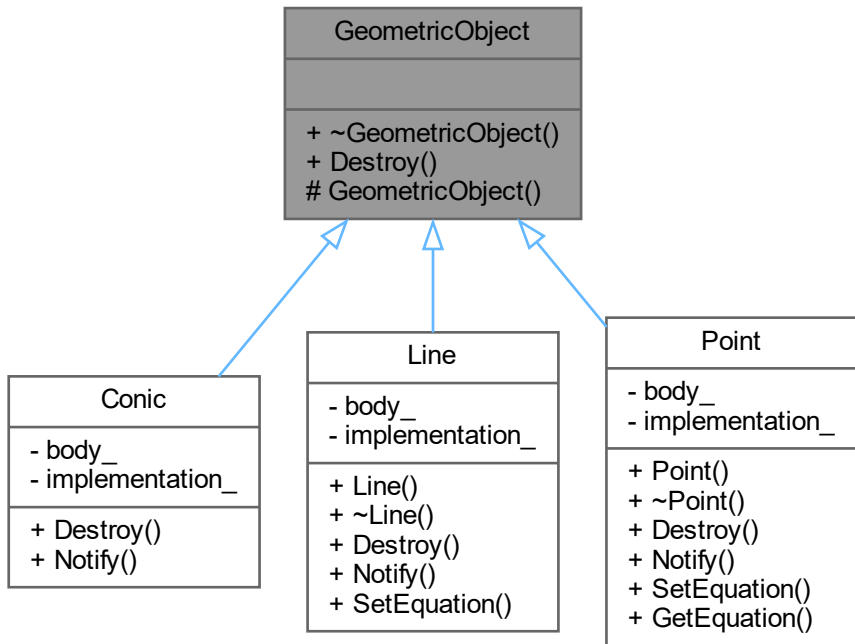 GeometricObject
+ ~GeometricObject()
+ Destroy()
# GeometricObject()
Conic
- body_
- implementation_
+ Destroy()
+ Notify()
Line
- body_
- implementation_
+ Line()
+ ~Line()
+ Destroy()
+ Notify()
+ SetEquation()
Point
- body_
- implementation_
+ Point()
+ ~Point()
+ Destroy()
+ Notify()
+ SetEquation()
+ GetEquation()